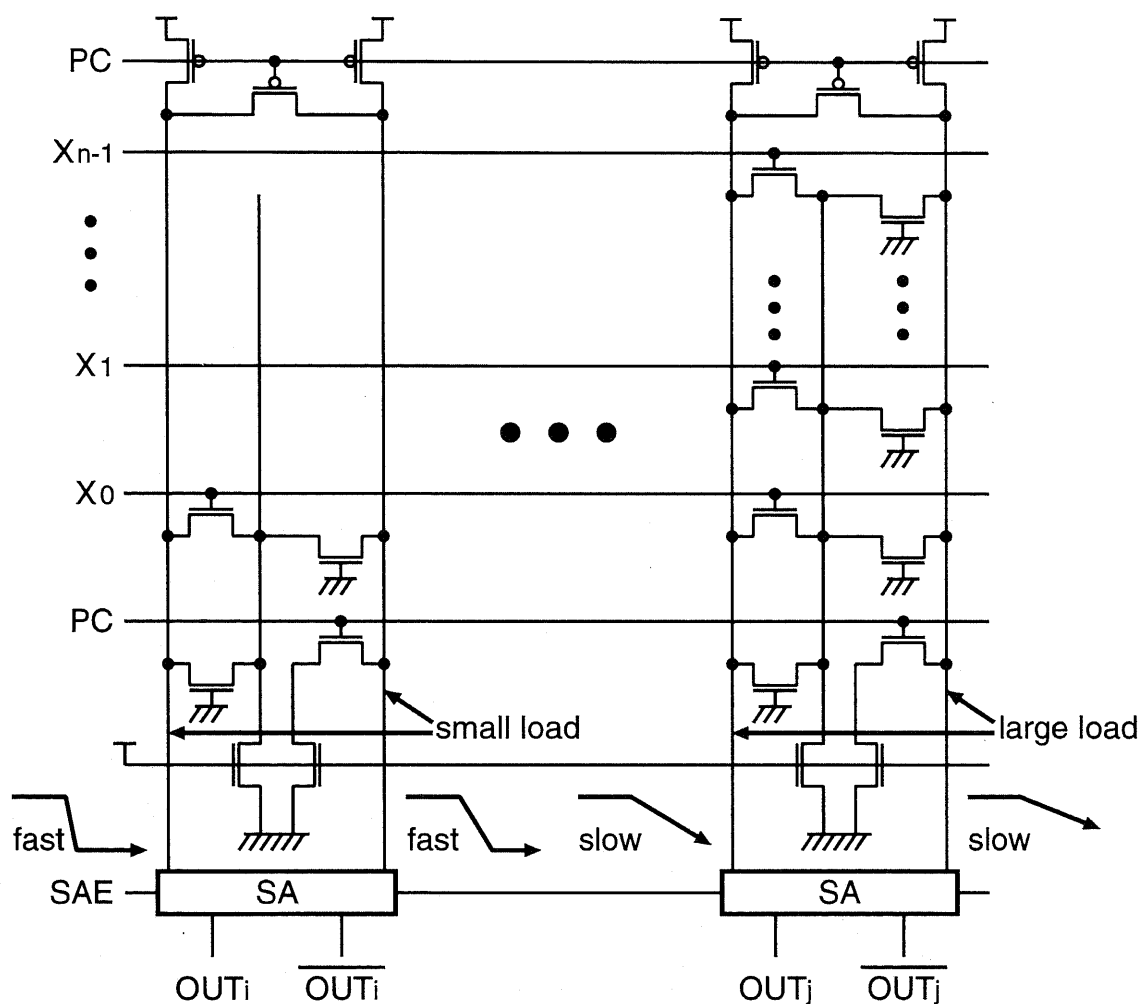 PC
Xn-1
X1
X0
PC
small load
large load
fast
fast
slow
slow
SAE
SA
SA
OUTi
OUTi
OUTj
OUTj